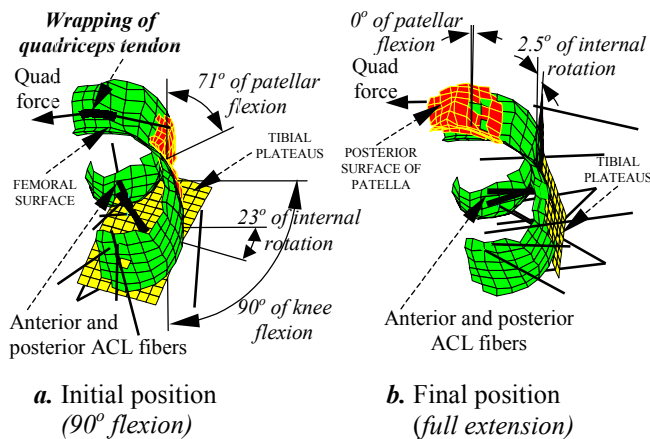 Wrapping of
quadriceps tendon
Quad
force
71° of patellar
flexion
TIBIAL
PLATEAUS
FEMORAL
SURFACE
23° of internal
rotation
90° of knee
flexion
Anterior and
posterior ACL fibers
a. Initial position
(90° flexion)
0° of patellar
flexion
2.5° of internal
rotation
Quad
force
POSTERIOR
SURFACE OF
PATELLA
TIBIAL
PLATEAUS
Anterior and posterior
ACL fibers
b. Final position
(full extension)